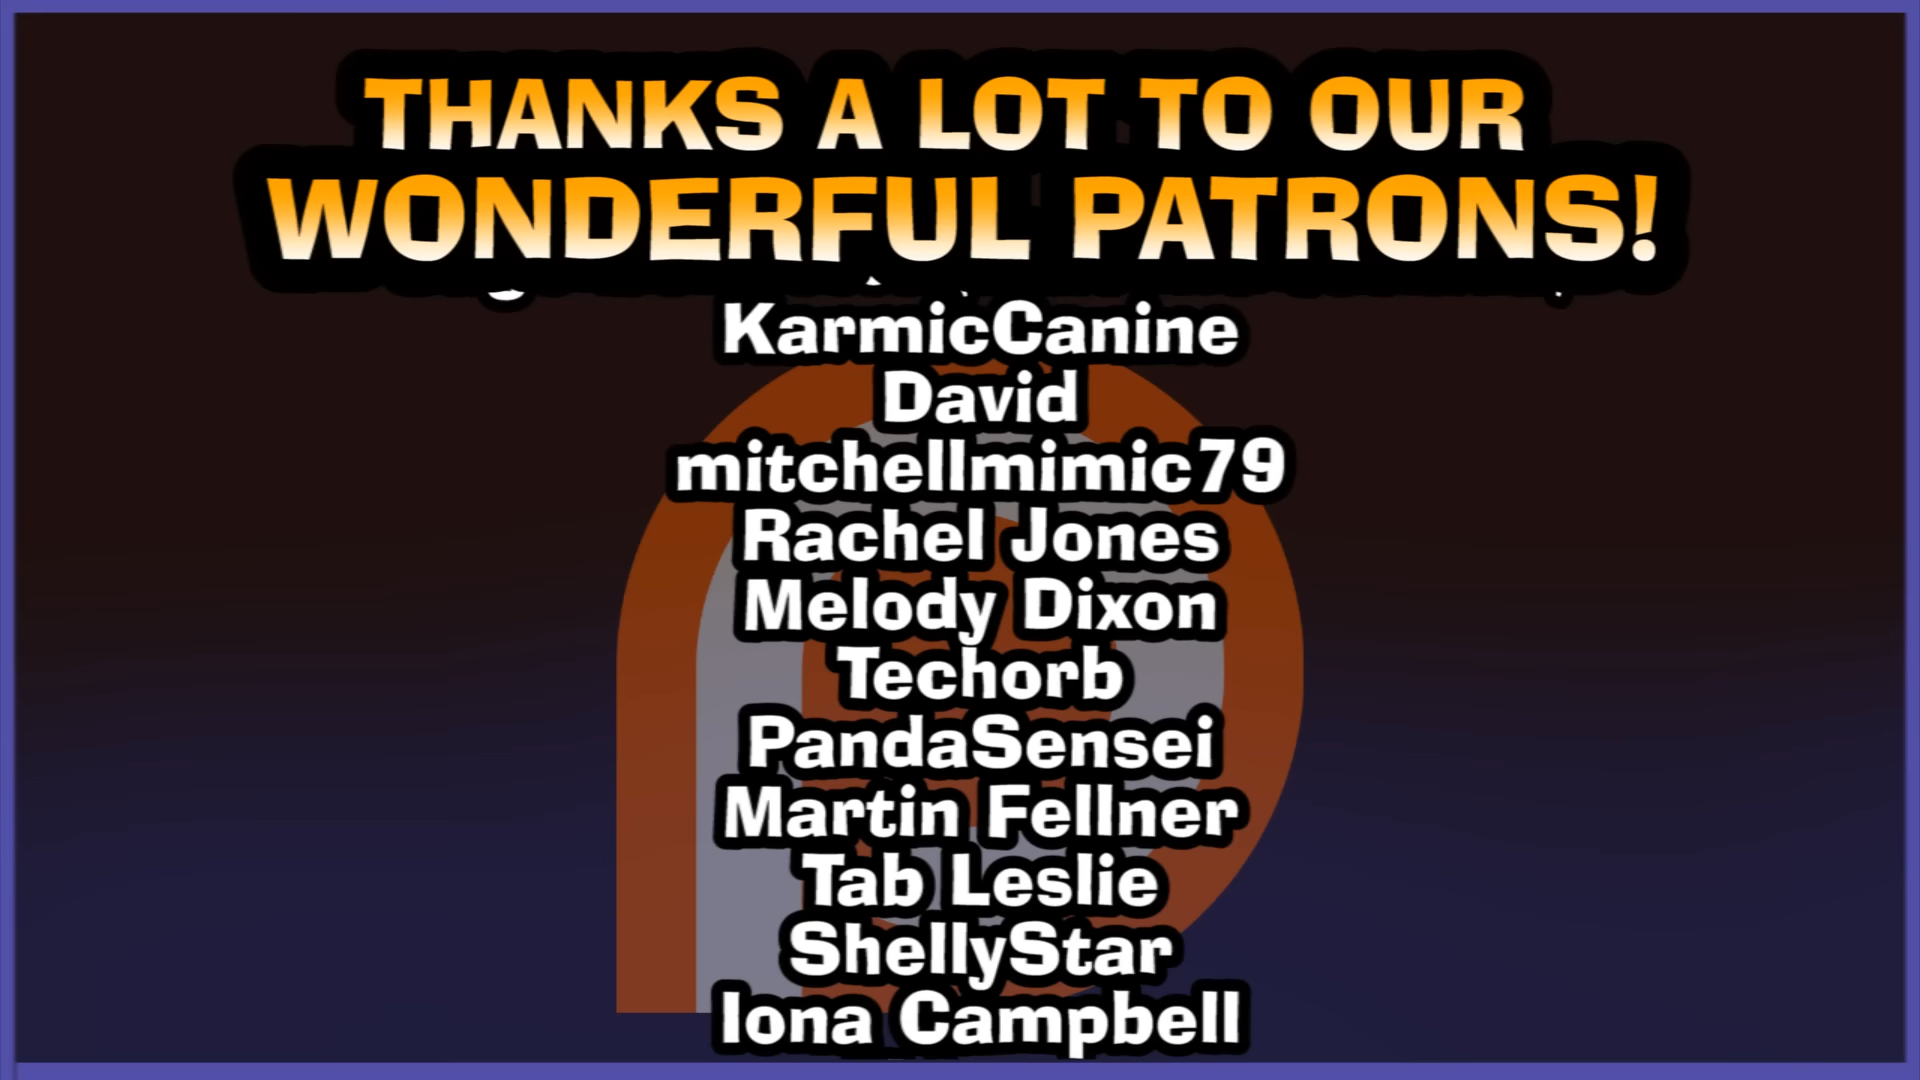 THANKS A LOT TO OUR
WONDERFUL PATRONS!
KarmicCanine
David
mitchellmimic79
Rachel Jones
Melody Dixon
Techorb
PandaSensei
Martin Fellner
Tab Leslie
ShellyStar
Iona Campbell